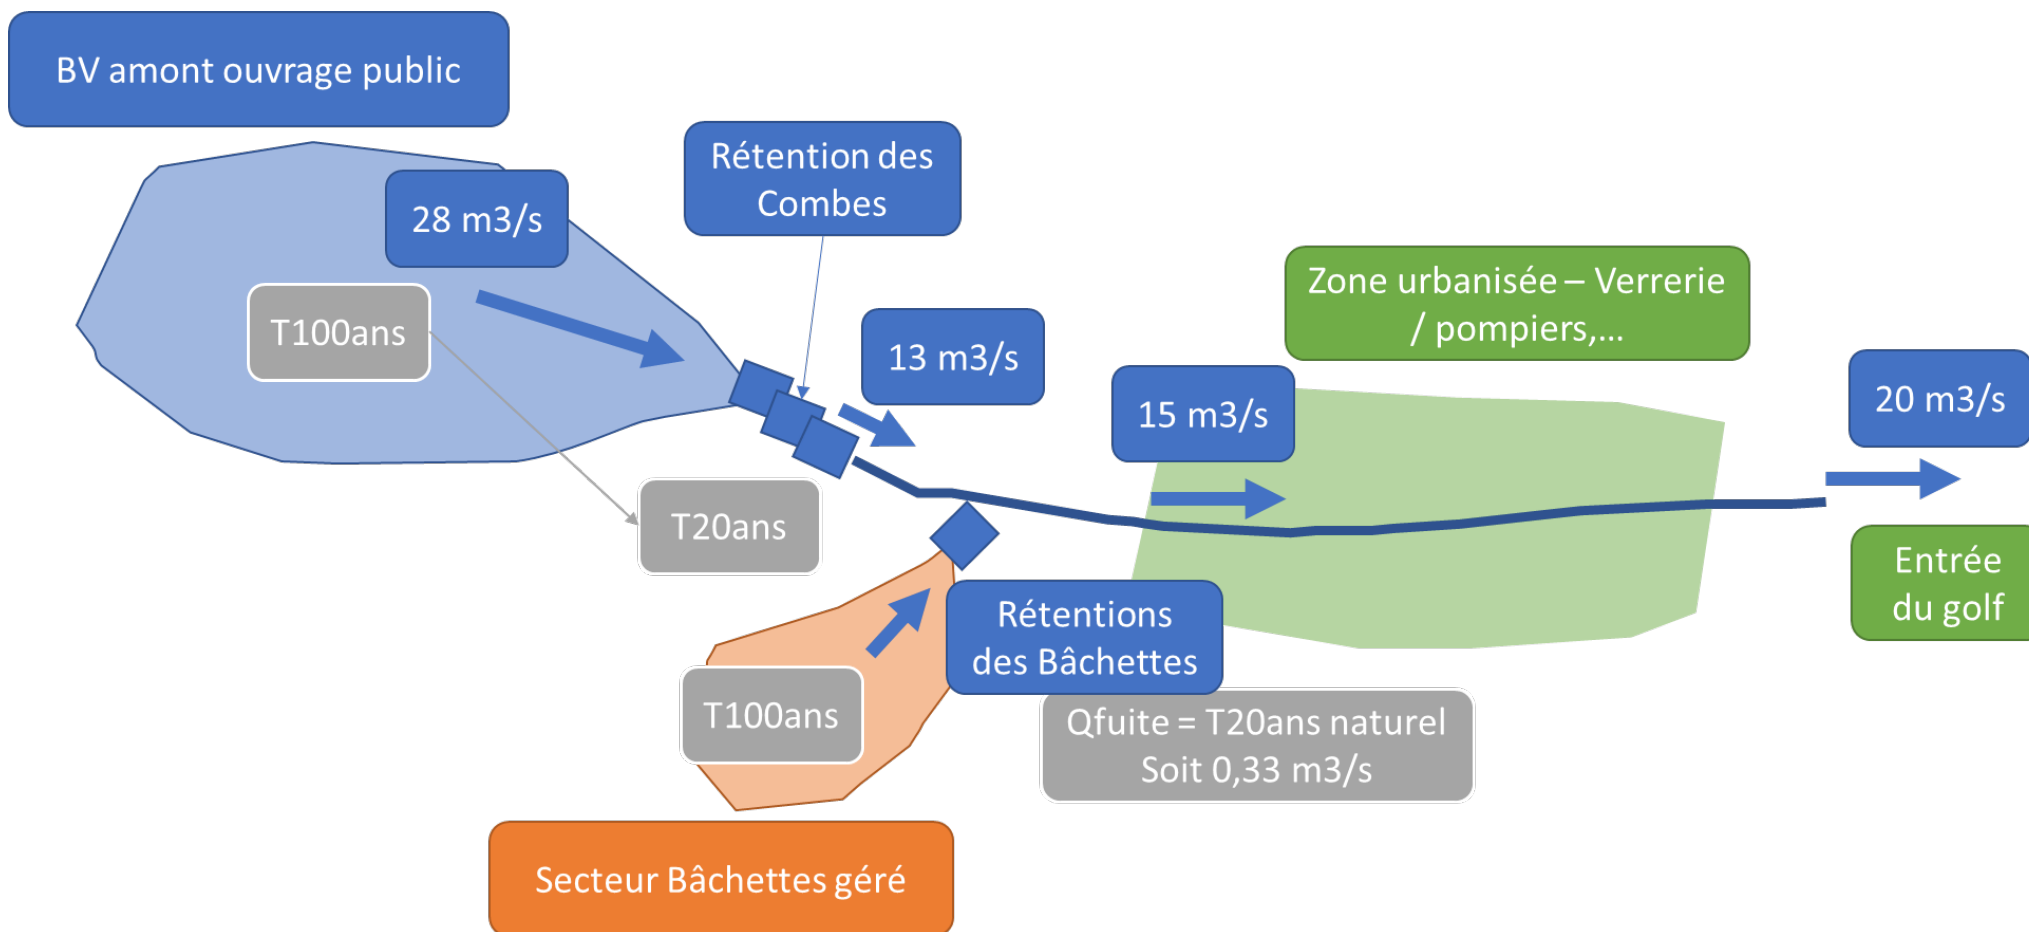 BV amont ouvrage public
28 m3/s
T100ans
Rétention des
Combes
13 m3/s
T20ans
15 m3/s
Zone urbanisée – Verrerie
/ pompiers,...
20 m3/s
Entrée
du golf
Rétentions
des Bâchettes
T100ans
Qfuite = T20ans naturel
Soit 0,33 m3/s
Secteur Bâchettes géré